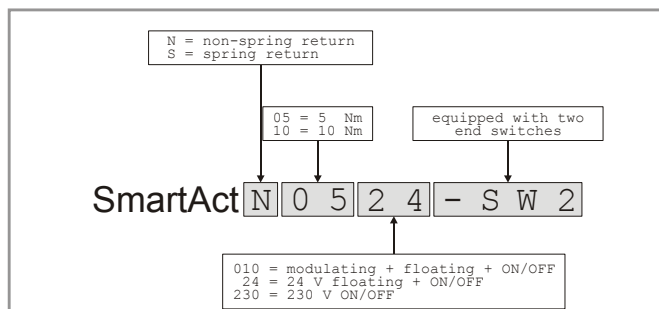 N = non-spring return
S = spring return
05 = 5 Nm
10 = 10 Nm
equipped with two
end switches
SmartAct N 0 5 2 4 - S W 2
010 = modulating + floating + ON/OFF
24 = 24 V floating + ON/OFF
230 = 230 V ON/OFF